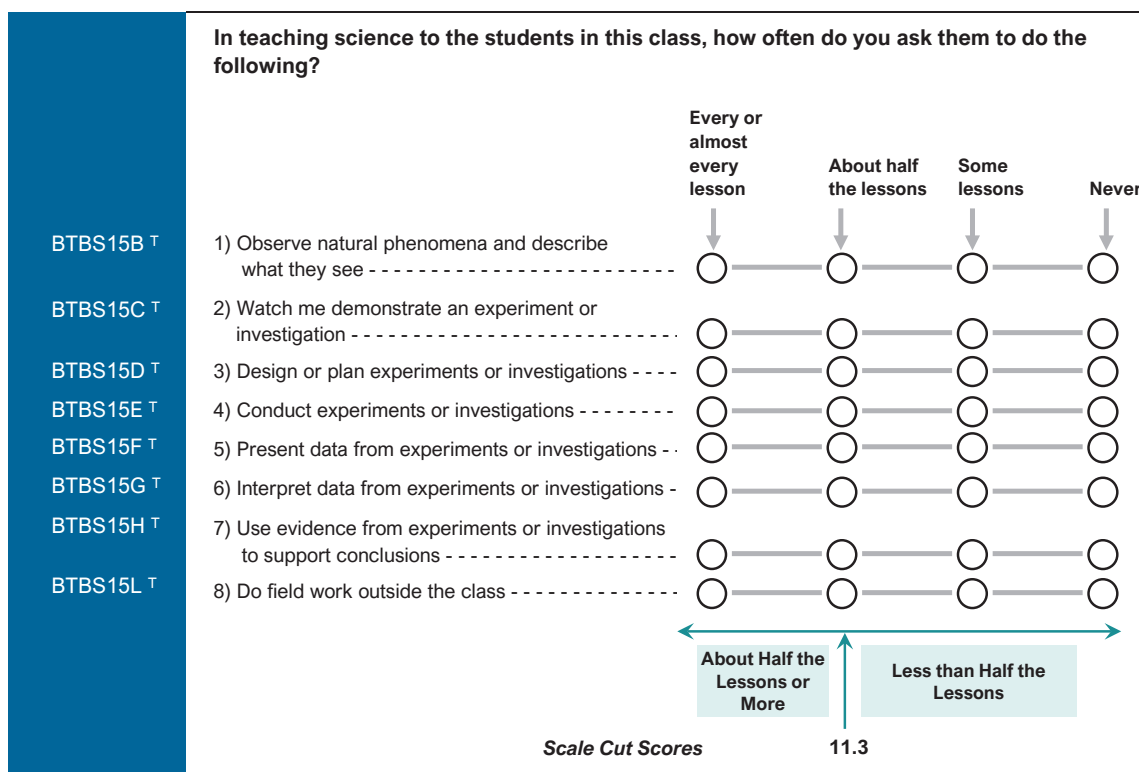 In teaching science to the students in this class, how often do you ask them to do the
following?
Every or
almost
every
lesson
About half
the lessons
Some
lessons
Never
BTBS15B ᵀ 1) Observe natural phenomena and describe
what they see - - - - - - - - - - - - - - - - - - - - - - - - - -
BTBS15C ᵀ 2) Watch me demonstrate an experiment or
investigation - - - - - - - - - - - - - - - - - - - - - - - - - - - -
BTBS15D ᵀ 3) Design or plan experiments or investigations - - - -
BTBS15E ᵀ 4) Conduct experiments or investigations - - - - - - - -
BTBS15F ᵀ 5) Present data from experiments or investigations - -
BTBS15G ᵀ 6) Interpret data from experiments or investigations -
BTBS15H ᵀ 7) Use evidence from experiments or investigations
to support conclusions - - - - - - - - - - - - - - - - - - - -
BTBS15L ᵀ 8) Do field work outside the class - - - - - - - - - - - - - -
About Half the
Lessons or
More
Less than Half the
Lessons
Scale Cut Scores 11.3